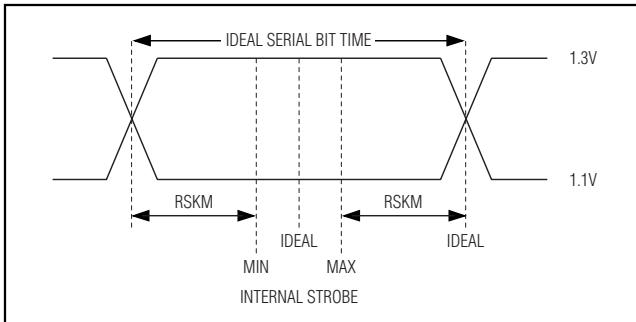 IDEAL SERIAL BIT TIME
1.3V
1.1V
RSKM
RSKM
IDEAL
IDEAL
MIN
MAX
INTERNAL STROBE